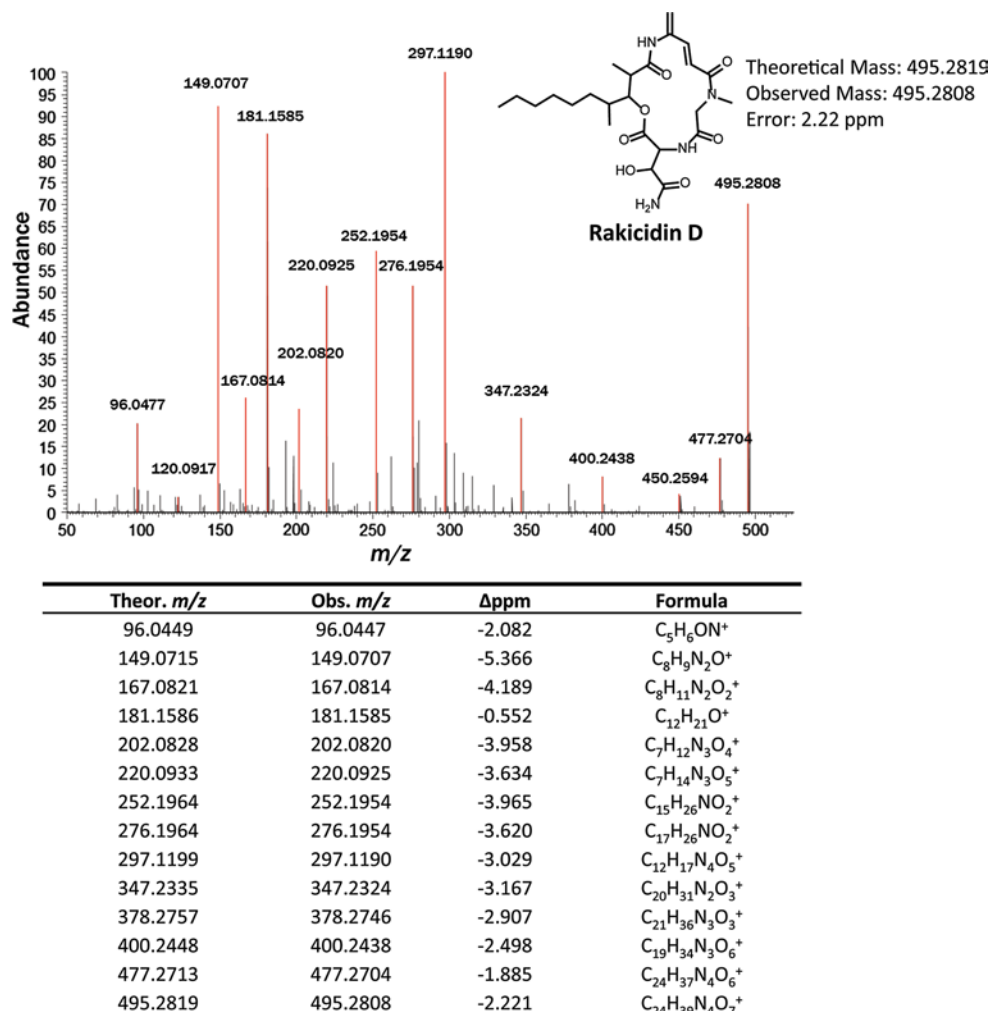 297.1190
149.0707
181.1585
252.1954
220.0925
276.1954
202.0820
167.0814
96.0477
120.0917
347.2324
400.2438
450.2594
477.2704
495.2808
Abundance
100
95
90
85
80
75
70
65
60
55
50
45
40
35
30
25
20
15
10
5
0
50 100 150 200 250 300 350 400 450 500
m/z
HN
O
O
N
O
O
O
NH
HO
O
H₂N
Rakicidin D
Theoretical Mass: 495.2819
Observed Mass: 495.2808
Error: 2.22 ppm
Theor. m/z Obs. m/z Δppm Formula
96.0449 96.0447 -2.082 C₅H₆ON⁺
149.0715 149.0707 -5.366 C₈H₉N₂O⁺
167.0821 167.0814 -4.189 C₈H₁₁N₂O₂⁺
181.1586 181.1585 -0.552 C₁₂H₂₁O⁺
202.0828 202.0820 -3.958 C₇H₁₂N₃O₄⁺
220.0933 220.0925 -3.634 C₇H₁₄N₃O₅⁺
252.1964 252.1954 -3.965 C₁₅H₂₆NO₂⁺
276.1964 276.1954 -3.620 C₁₇H₂₆NO₂⁺
297.1199 297.1190 -3.029 C₁₂H₁₇N₄O₅⁺
347.2335 347.2324 -3.167 C₂₀H₃₁N₂O₃⁺
378.2757 378.2746 -2.907 C₂₁H₃₆N₃O₃⁺
400.2448 400.2438 -2.498 C₁₉H₃₄N₃O₆⁺
477.2713 477.2704 -1.885 C₂₄H₃₇N₄O₆⁺
495.2819 495.2808 -2.221 C₂₄H₃₉N₄O₇⁺